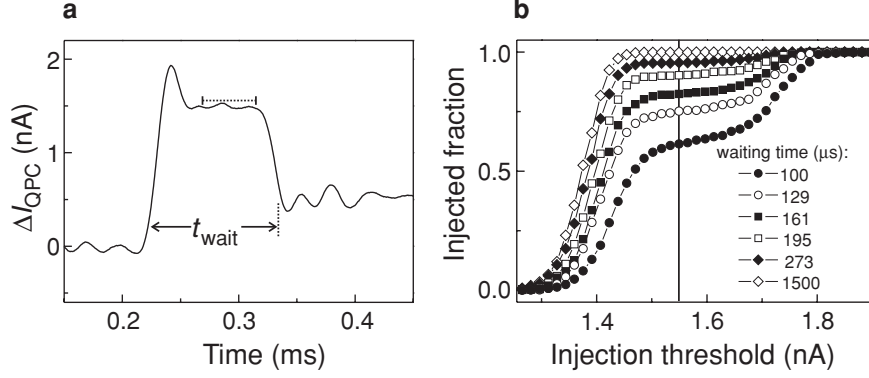 a
ΔI_QPC (nA)
2
1
0
t_wait
0.2 0.3 0.4
Time (ms)
b
Injected fraction
1.0
0.5
0.0
waiting time (μs):
100
129
161
195
273
1500
1.4 1.6 1.8
Injection threshold (nA)